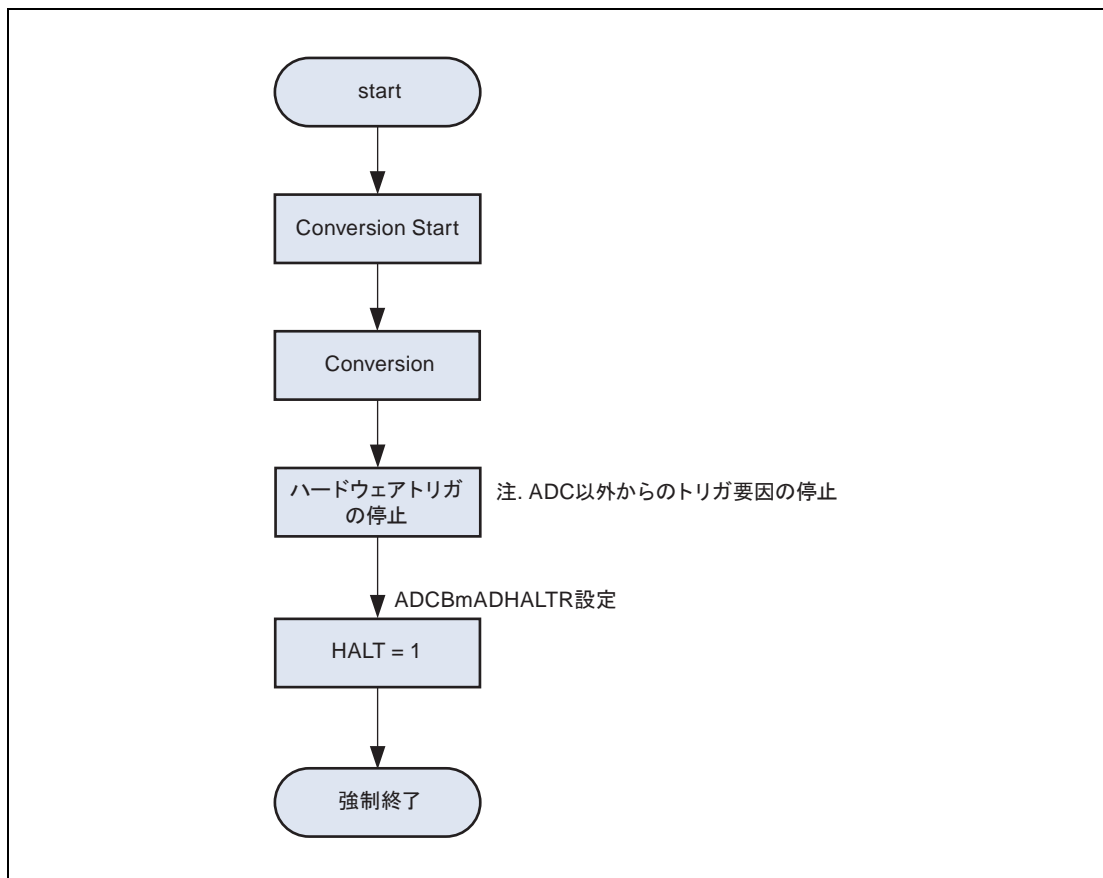 start
Conversion Start
Conversion
ハードウェアトリガ
の停止
注. ADC以外からのトリガ要因の停止
ADCBmADHALTR設定
HALT = 1
強制終了